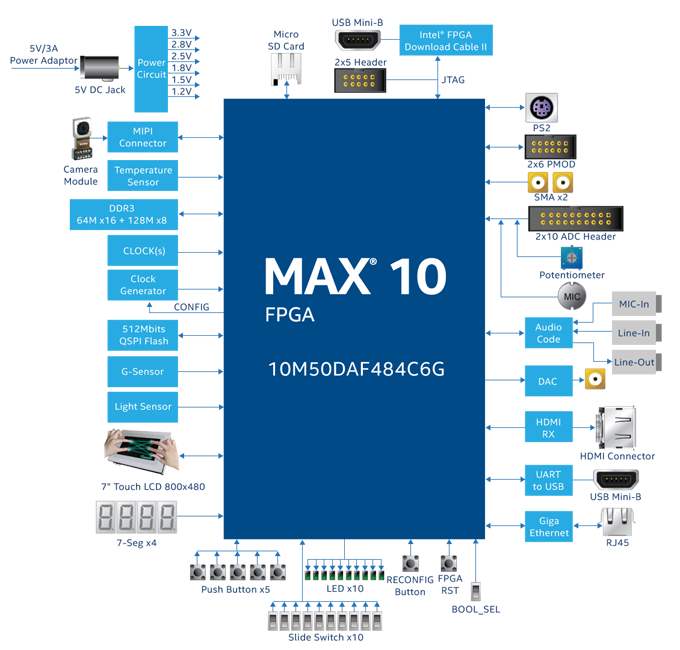 5V/3A
Power Adaptor
5V DC Jack
Power
Circuit
3.3V
2.8V
2.5V
1.8V
1.5V
1.2V
Micro
SD Card
USB Mini-B
Intel® FPGA
Download Cable II
2x5 Header
JTAG
Camera
Module
MIPI
Connector
Temperature
Sensor
DDR3
64M x16 + 128M x8
CLOCK(s)
Clock
Generator
CONFIG
512Mbits
QSPI Flash
G-Sensor
Light Sensor
7" Touch LCD 800x480
7-Seg x4
MAX® 10
FPGA
10M50DAF484C6G
PS2
2x6 PMOD
SMA x2
2x10 ADC Header
Potentiometer
MIC
Audio
Code
MIC-In
Line-In
Line-Out
DAC
HDMI
RX
HDMI Connector
UART
to USB
USB Mini-B
Giga
Ethernet
RJ45
Push Button x5
LED x10
Slide Switch x10
RECONFIG
Button
FPGA
RST
BOOL_SEL